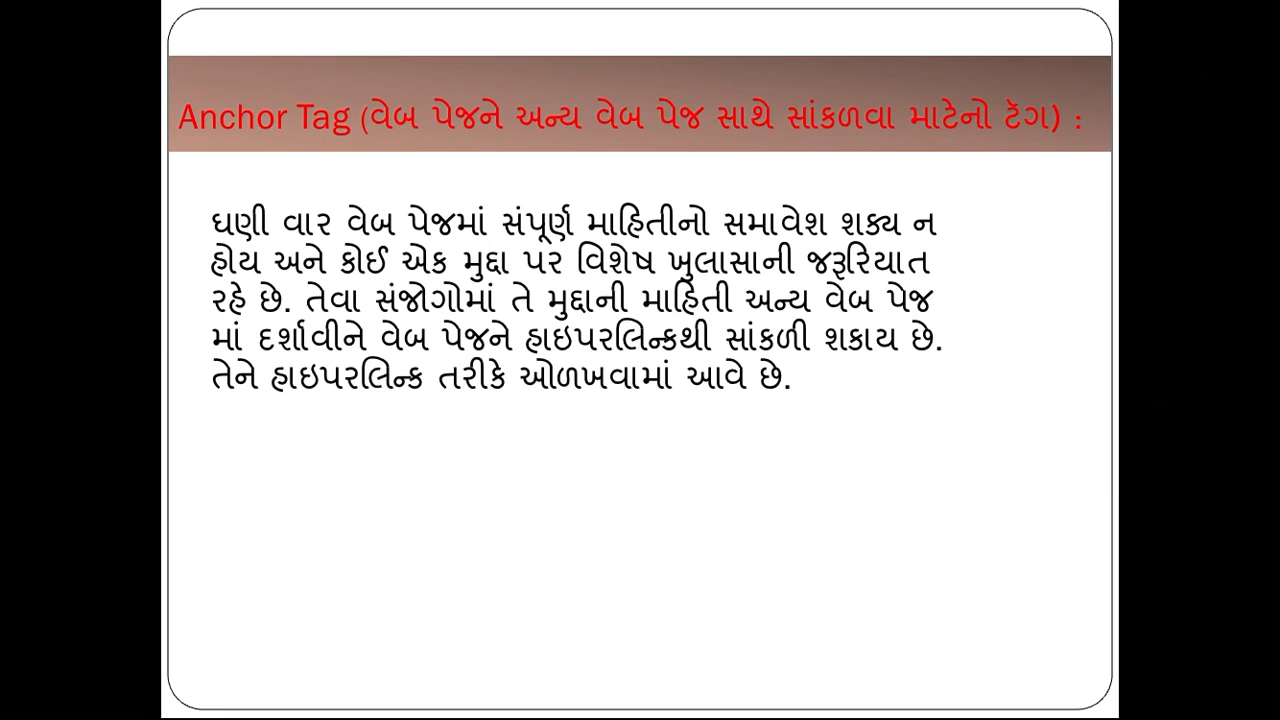 Anchor Tag (વેબ પેજને અન્ય વેબ પેજ સાથે સાંકળવા માટેનો ટૅગ) :
ઘણી વાર વેબ પેજમાં સંપૂર્ણ માહિતીનો સમાવેશ શક્ય ન
હોય અને કોઈ એક મુદ્દા પર વિશેષ ખુલાસાની જરૂરિયાત
રહે છે. તેવા સંજોગોમાં તે મુદ્દાની માહિતી અન્ય વેબ પેજ
માં દર્શાવીને વેબ પેજને હાઇપરલિન્કથી સાંકળી શકાય છે.
તેને હાઇપરલિન્ક તરીકે ઓળખવામાં આવે છે.